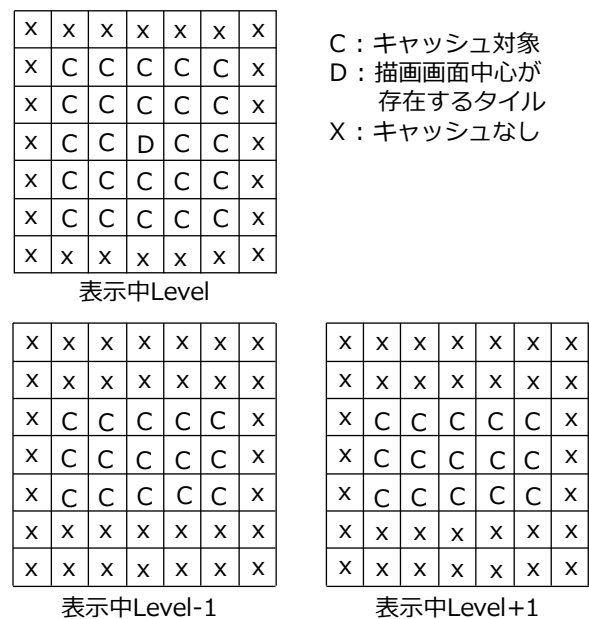 x x x x x x x
x C C C C C x
x C C C C C x
x C C D C C x
x C C C C C x
x C C C C C x
x x x x x x x
表示中Level
C：キャッシュ対象
D：描画画面中心が
存在するタイル
X：キャッシュなし
x x x x x x x
x x x x x x x
x C C C C C x
x C C C C C x
x C C C C C x
x x x x x x x
x x x x x x x
表示中Level-1
x x x x x x x
x x x x x x x
x C C C C C x
x C C C C C x
x C C C C C x
x x x x x x x
x x x x x x x
表示中Level+1